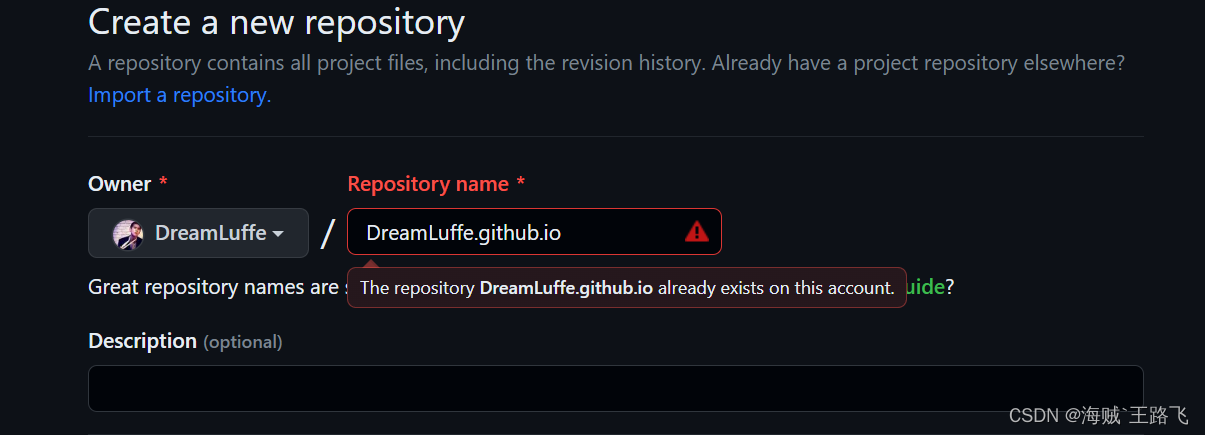 Create a new repository
A repository contains all project files, including the revision history. Already have a project repository elsewhere?
Import a repository.
Owner *
Repository name *
DreamLuffe
/
DreamLuffe.github.io
Great repository names are
uide?
The repository DreamLuffe.github.io already exists on this account.
Description (optional)
CSDN @海贼`王路飞